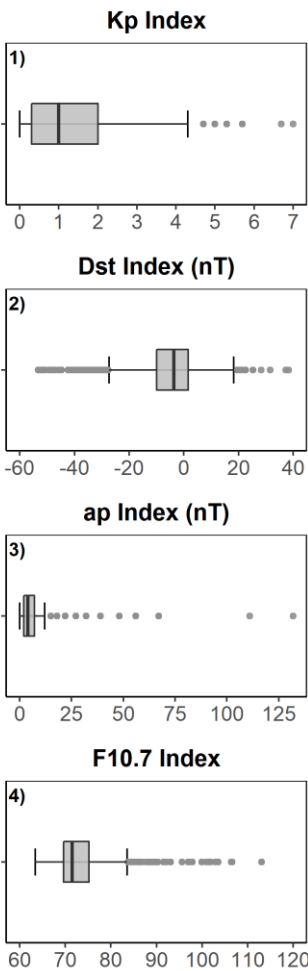 Kp Index
1)
0 1 2 3 4 5 6 7
Dst Index (nT)
2)
-60 -40 -20 0 20 40
ap Index (nT)
3)
0 25 50 75 100 125
F10.7 Index
4)
60 70 80 90 100 110 120